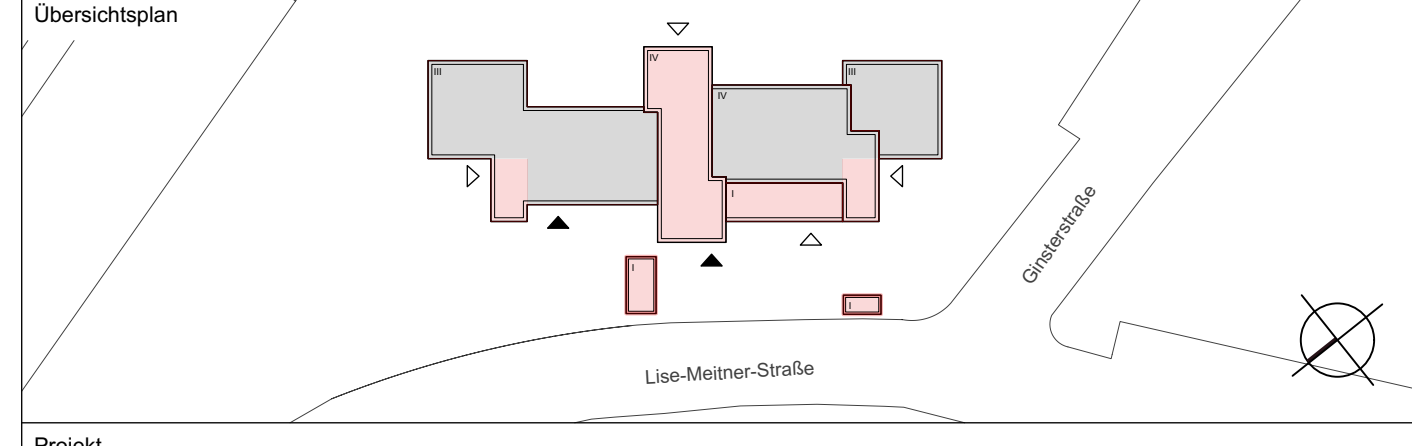 Übersichtsplan
III
IV
III
IV
I
I
I
Ginsterstraße
Lise-Meitner-Straße
Projekt